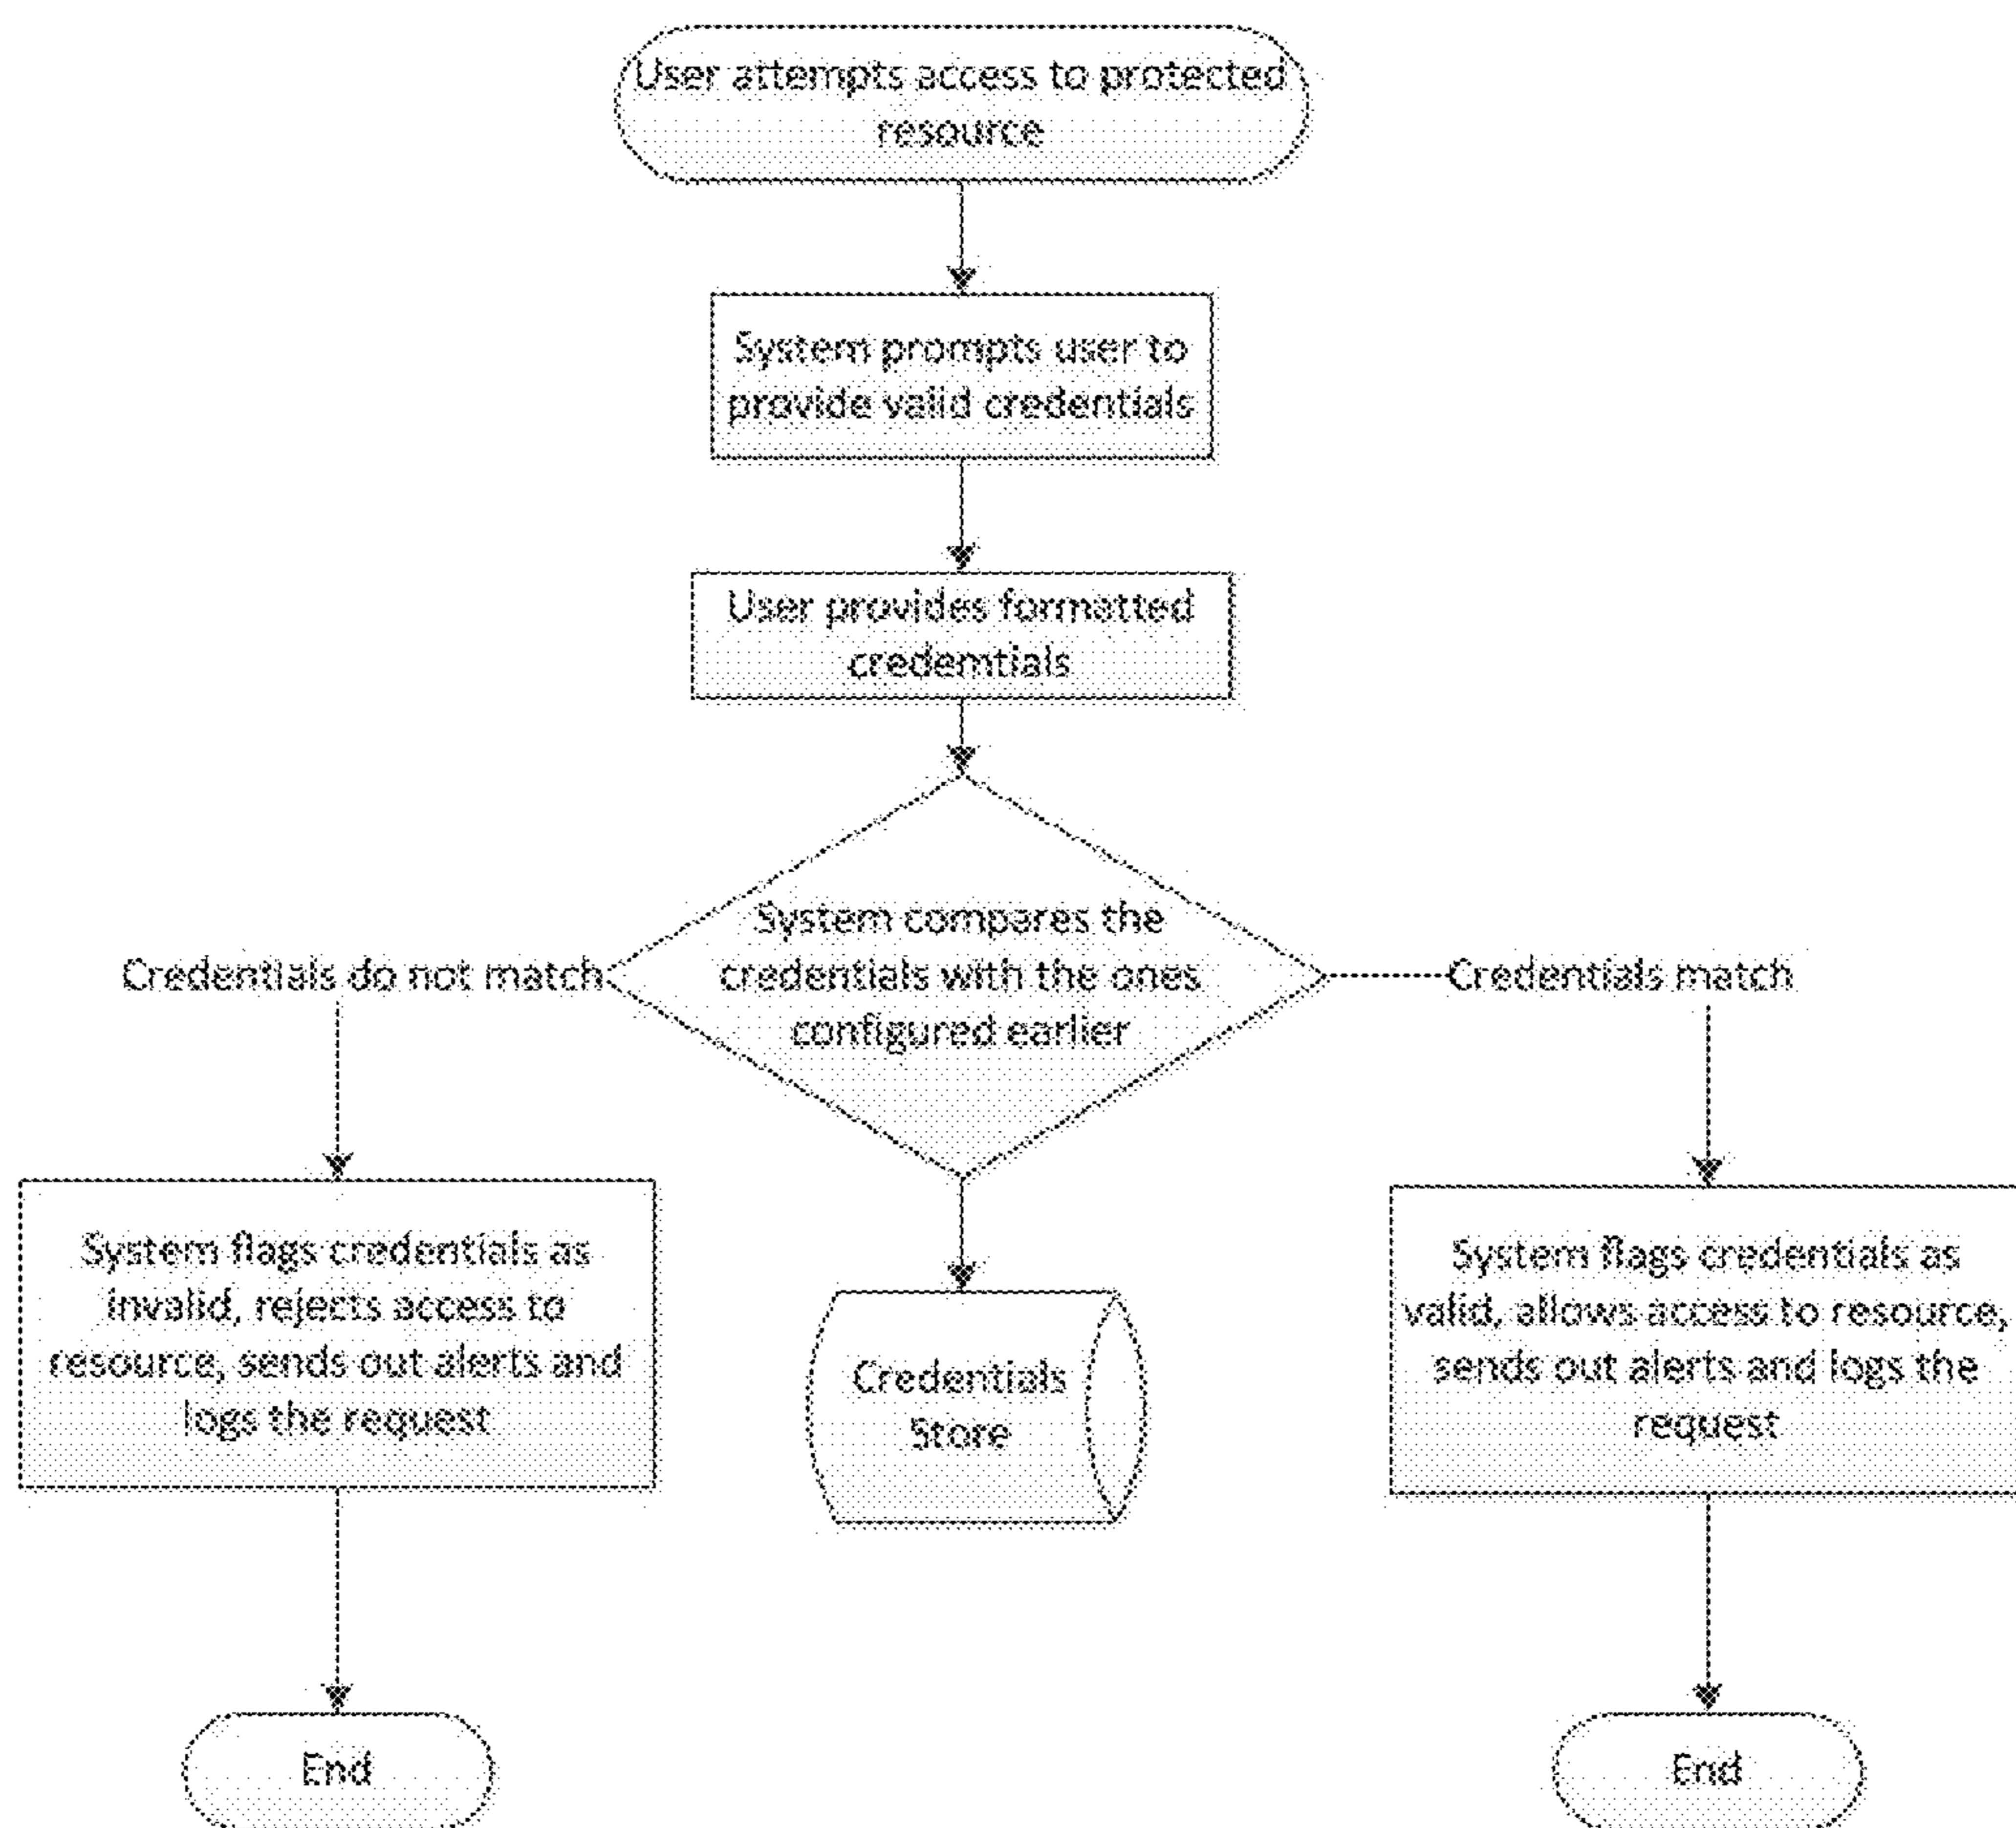 User attempts access to protected
resource
System prompts user to
provide valid credentials
User provides formatted
credemtials
System compares the
credentials with the ones
configured earlier
Credentials do not match
Credentials match
System flags credentials as
invalid, rejects access to
resource, sends out alerts and
logs the request
Credentials
Store
System flags credentials as
valid, allows access to resource,
sends out alerts and logs the
request
End
End